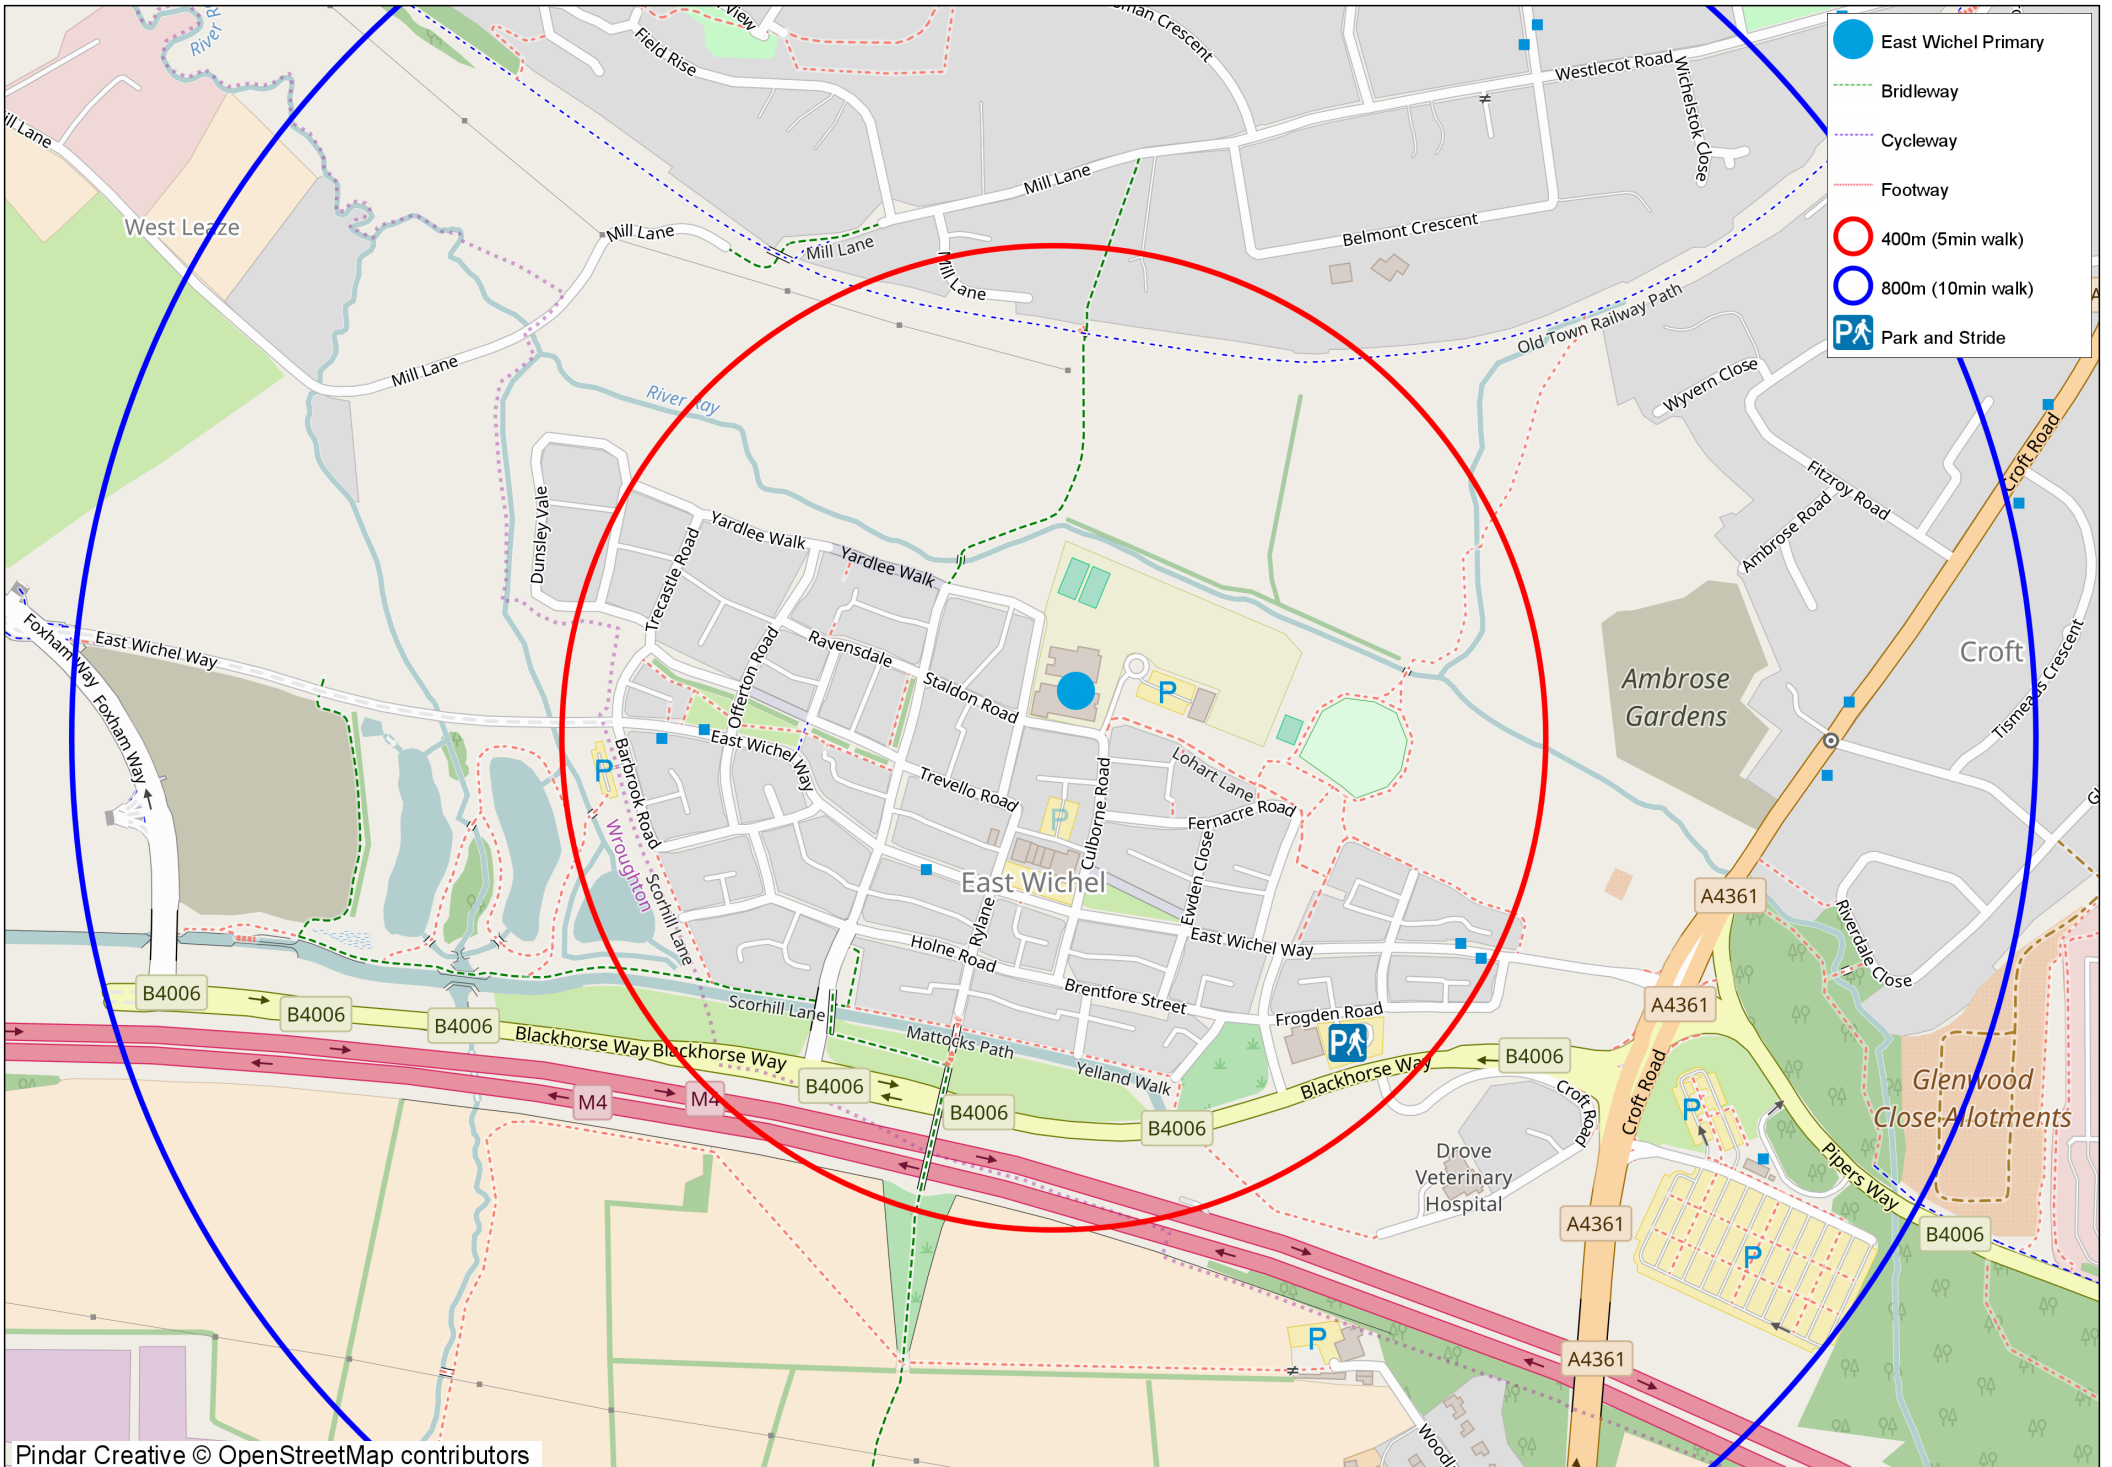 River R
View
Field Rise
oman Crescent
Westlecot Road
Wichelstok Close
East Wichel Primary
Bridleway
Cycleway
Footway
400m (5min walk)
800m (10min walk)
Park and Stride
ill Lane
West Leaze
Mill Lane
Mill Lane
Mill Lane
Mill Lane
Mill Lane
Belmont Crescent
Old Town Railway Path
River Ray
Wyvern Close
Fitzroy Road
Ambrose Road
Croft Road
Croft
Tismeads Crescent
Ambrose
Gardens
Dunsley Vale
Trecastle Road
Yardlee Walk
Yardlee Walk
Ravensdale
Offerton Road
Staldon Road
P
Foxham Way
Foxham Way
East Wichel Way
East Wichel Way
P
Barbrook Road
Wroughton
Scorhill Lane
Trevello Road
P
Culborne Road
Lohart Lane
Fernacre Road
Ewden Close
East Wichel
Rylane
East Wichel Way
Holne Road
Brentfore Street
Frogden Road
P
Scorhill Lane
Mattocks Path
Yelland Walk
A4361
A4361
Riverdale Close
B4006
B4006
B4006
Blackhorse Way
Blackhorse Way
B4006
B4006
B4006
Blackhorse Way
B4006
Croft Road
Croft Road
M4
M4
P
Glenwood
Close Allotments
Pipers Way
B4006
Drove
Veterinary
Hospital
A4361
P
A4361
P
Woodl
Pindar Creative © OpenStreetMap contributors